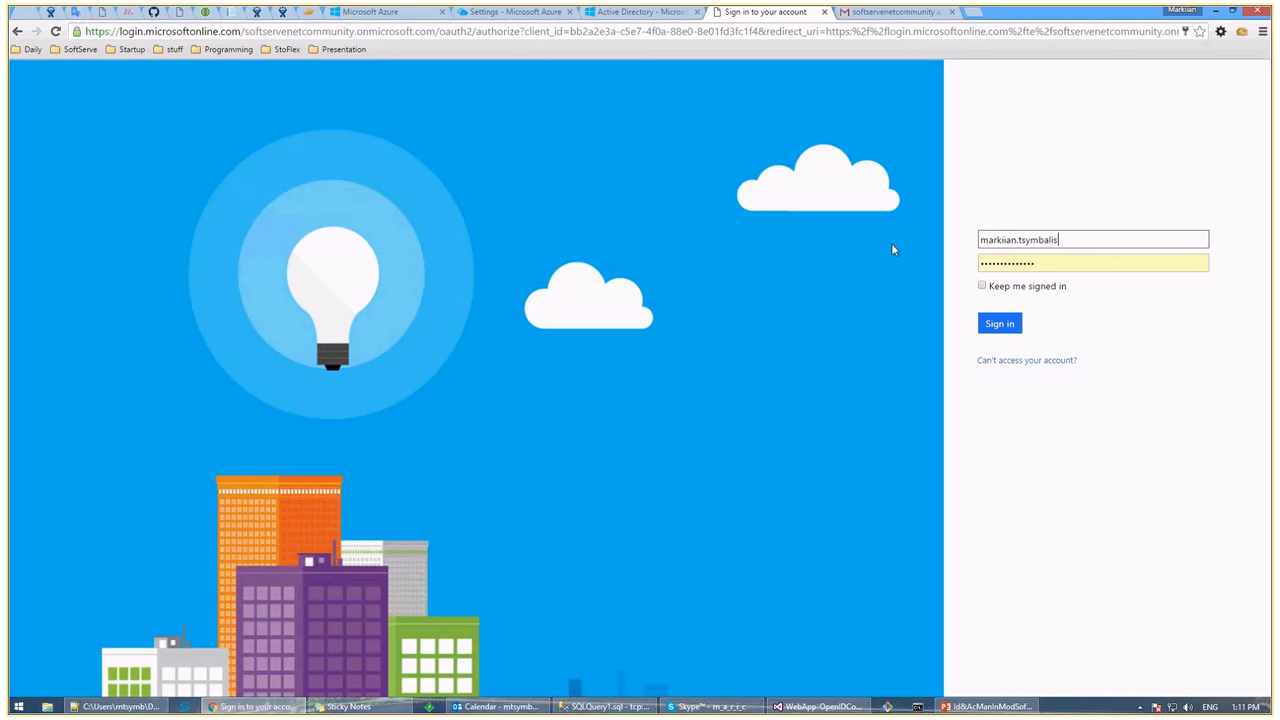 Microsoft Azure
Settings - Microsoft Azure
Active Directory - Micros
Sign in to your account
softservenetcommunity a
Markiian
https://login.microsoftonline.com/softservenetcommunity.onmicrosoft.com/oauth2/authorize?client_id=bb2a2e3a-c5e7-4f0a-88e0-8e01fd3fc1f4&redirect_uri=https:%2f%2flogin.microsoftonline.com%2fte%2fsoftservenetcommunity.onm
Daily
SoftServe
Startup
stuff
Programming
StoFlex
Presentation
markiian.tsymbalis
••••••••••••••
Keep me signed in
Sign in
Can't access your account?
C:\Users\mtsymb\D...
Sign in to your acco...
Sticky Notes
Calendar - mtsymb...
SQLQuery1.sql - tcp:...
Skype™ - m_a_r_i_c
WebApp-OpenIDCo...
Id&AcManInModSof...
ENG
1:11 PM